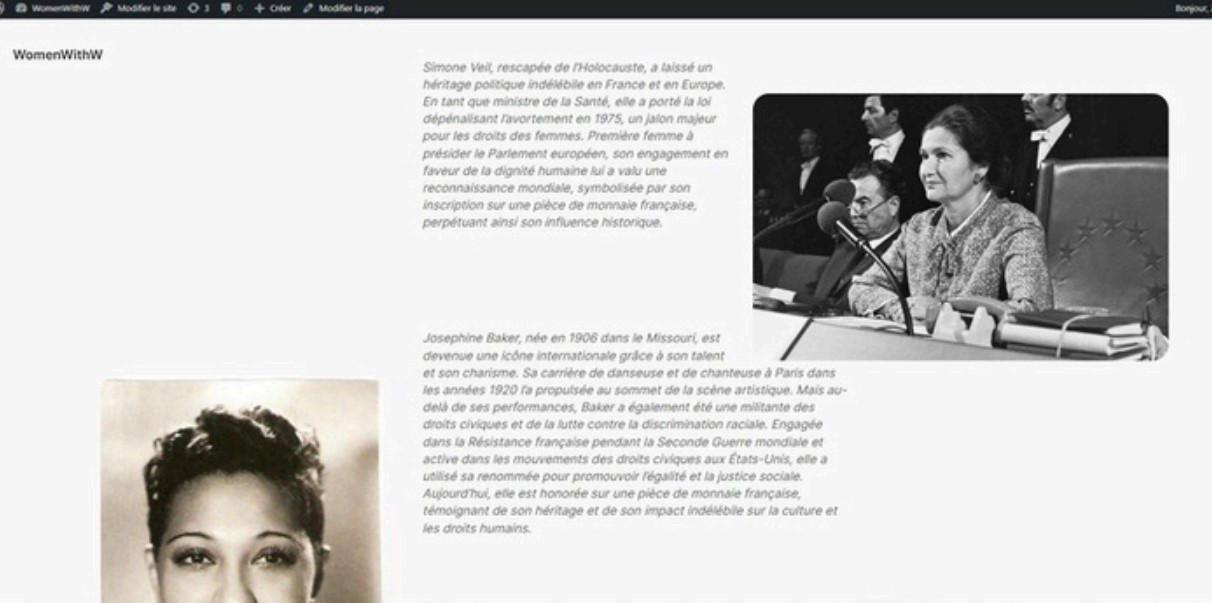 WomenWithW Modifier le site 3 0 Créer Modifier la page Bonjour,
WomenWithW
Simone Veil, rescapée de l'Holocauste, a laissé un
héritage politique indélébile en France et en Europe.
En tant que ministre de la Santé, elle a porté la loi
dépénalisant l'avortement en 1975, un jalon majeur
pour les droits des femmes. Première femme à
présider le Parlement européen, son engagement en
faveur de la dignité humaine lui a valu une
reconnaissance mondiale, symbolisée par son
inscription sur une pièce de monnaie française,
perpétuant ainsi son influence historique.
Josephine Baker, née en 1906 dans le Missouri, est
devenue une icône internationale grâce à son talent
et son charisme. Sa carrière de danseuse et de chanteuse à Paris dans
les années 1920 l'a propulsée au sommet de la scène artistique. Mais au-
delà de ses performances, Baker a également été une militante des
droits civiques et de la lutte contre la discrimination raciale. Engagée
dans la Résistance française pendant la Seconde Guerre mondiale et
active dans les mouvements des droits civiques aux États-Unis, elle a
utilisé sa renommée pour promouvoir l'égalité et la justice sociale.
Aujourd'hui, elle est honorée sur une pièce de monnaie française,
témoignant de son héritage et de son impact indélébile sur la culture et
les droits humains.